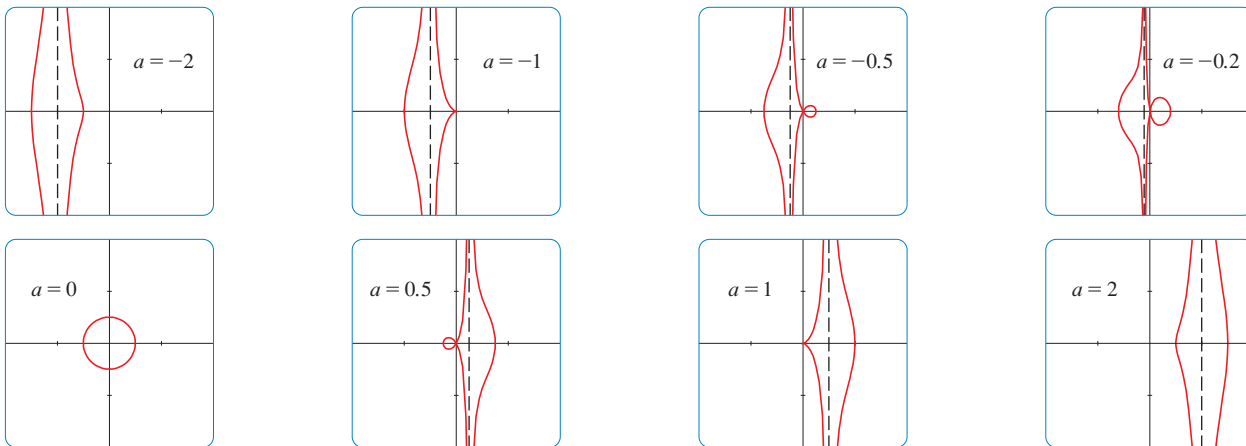 a = −2
a = −1
a = −0.5
a = −0.2
a = 0
a = 0.5
a = 1
a = 2